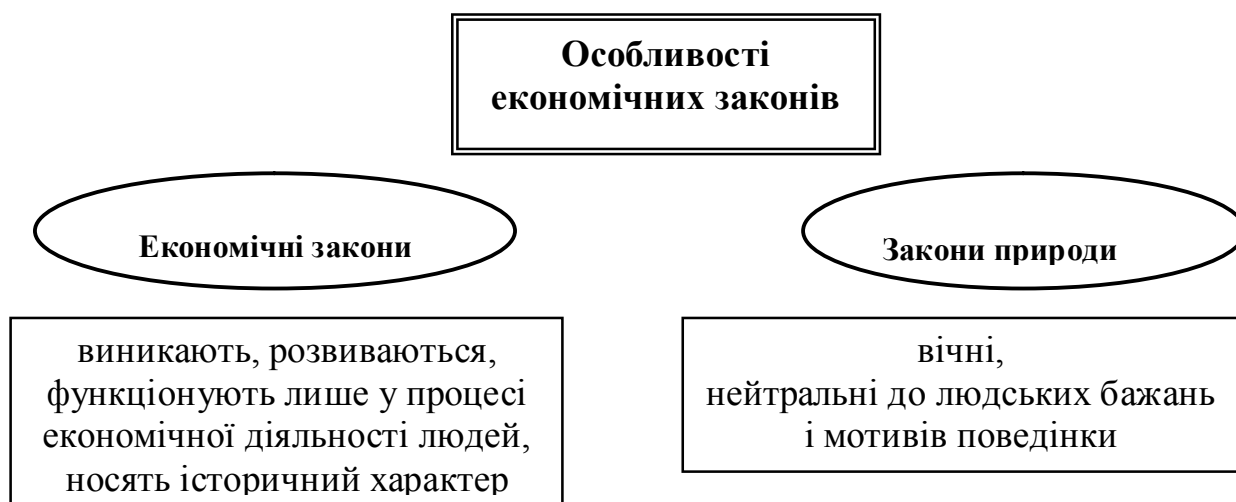 Особливості
економічних законів
Економічні закони
Закони природи
виникають, розвиваються,
функціонують лише у процесі
економічної діяльності людей,
носять історичний характер
вічні,
нейтральні до людських бажань
і мотивів поведінки